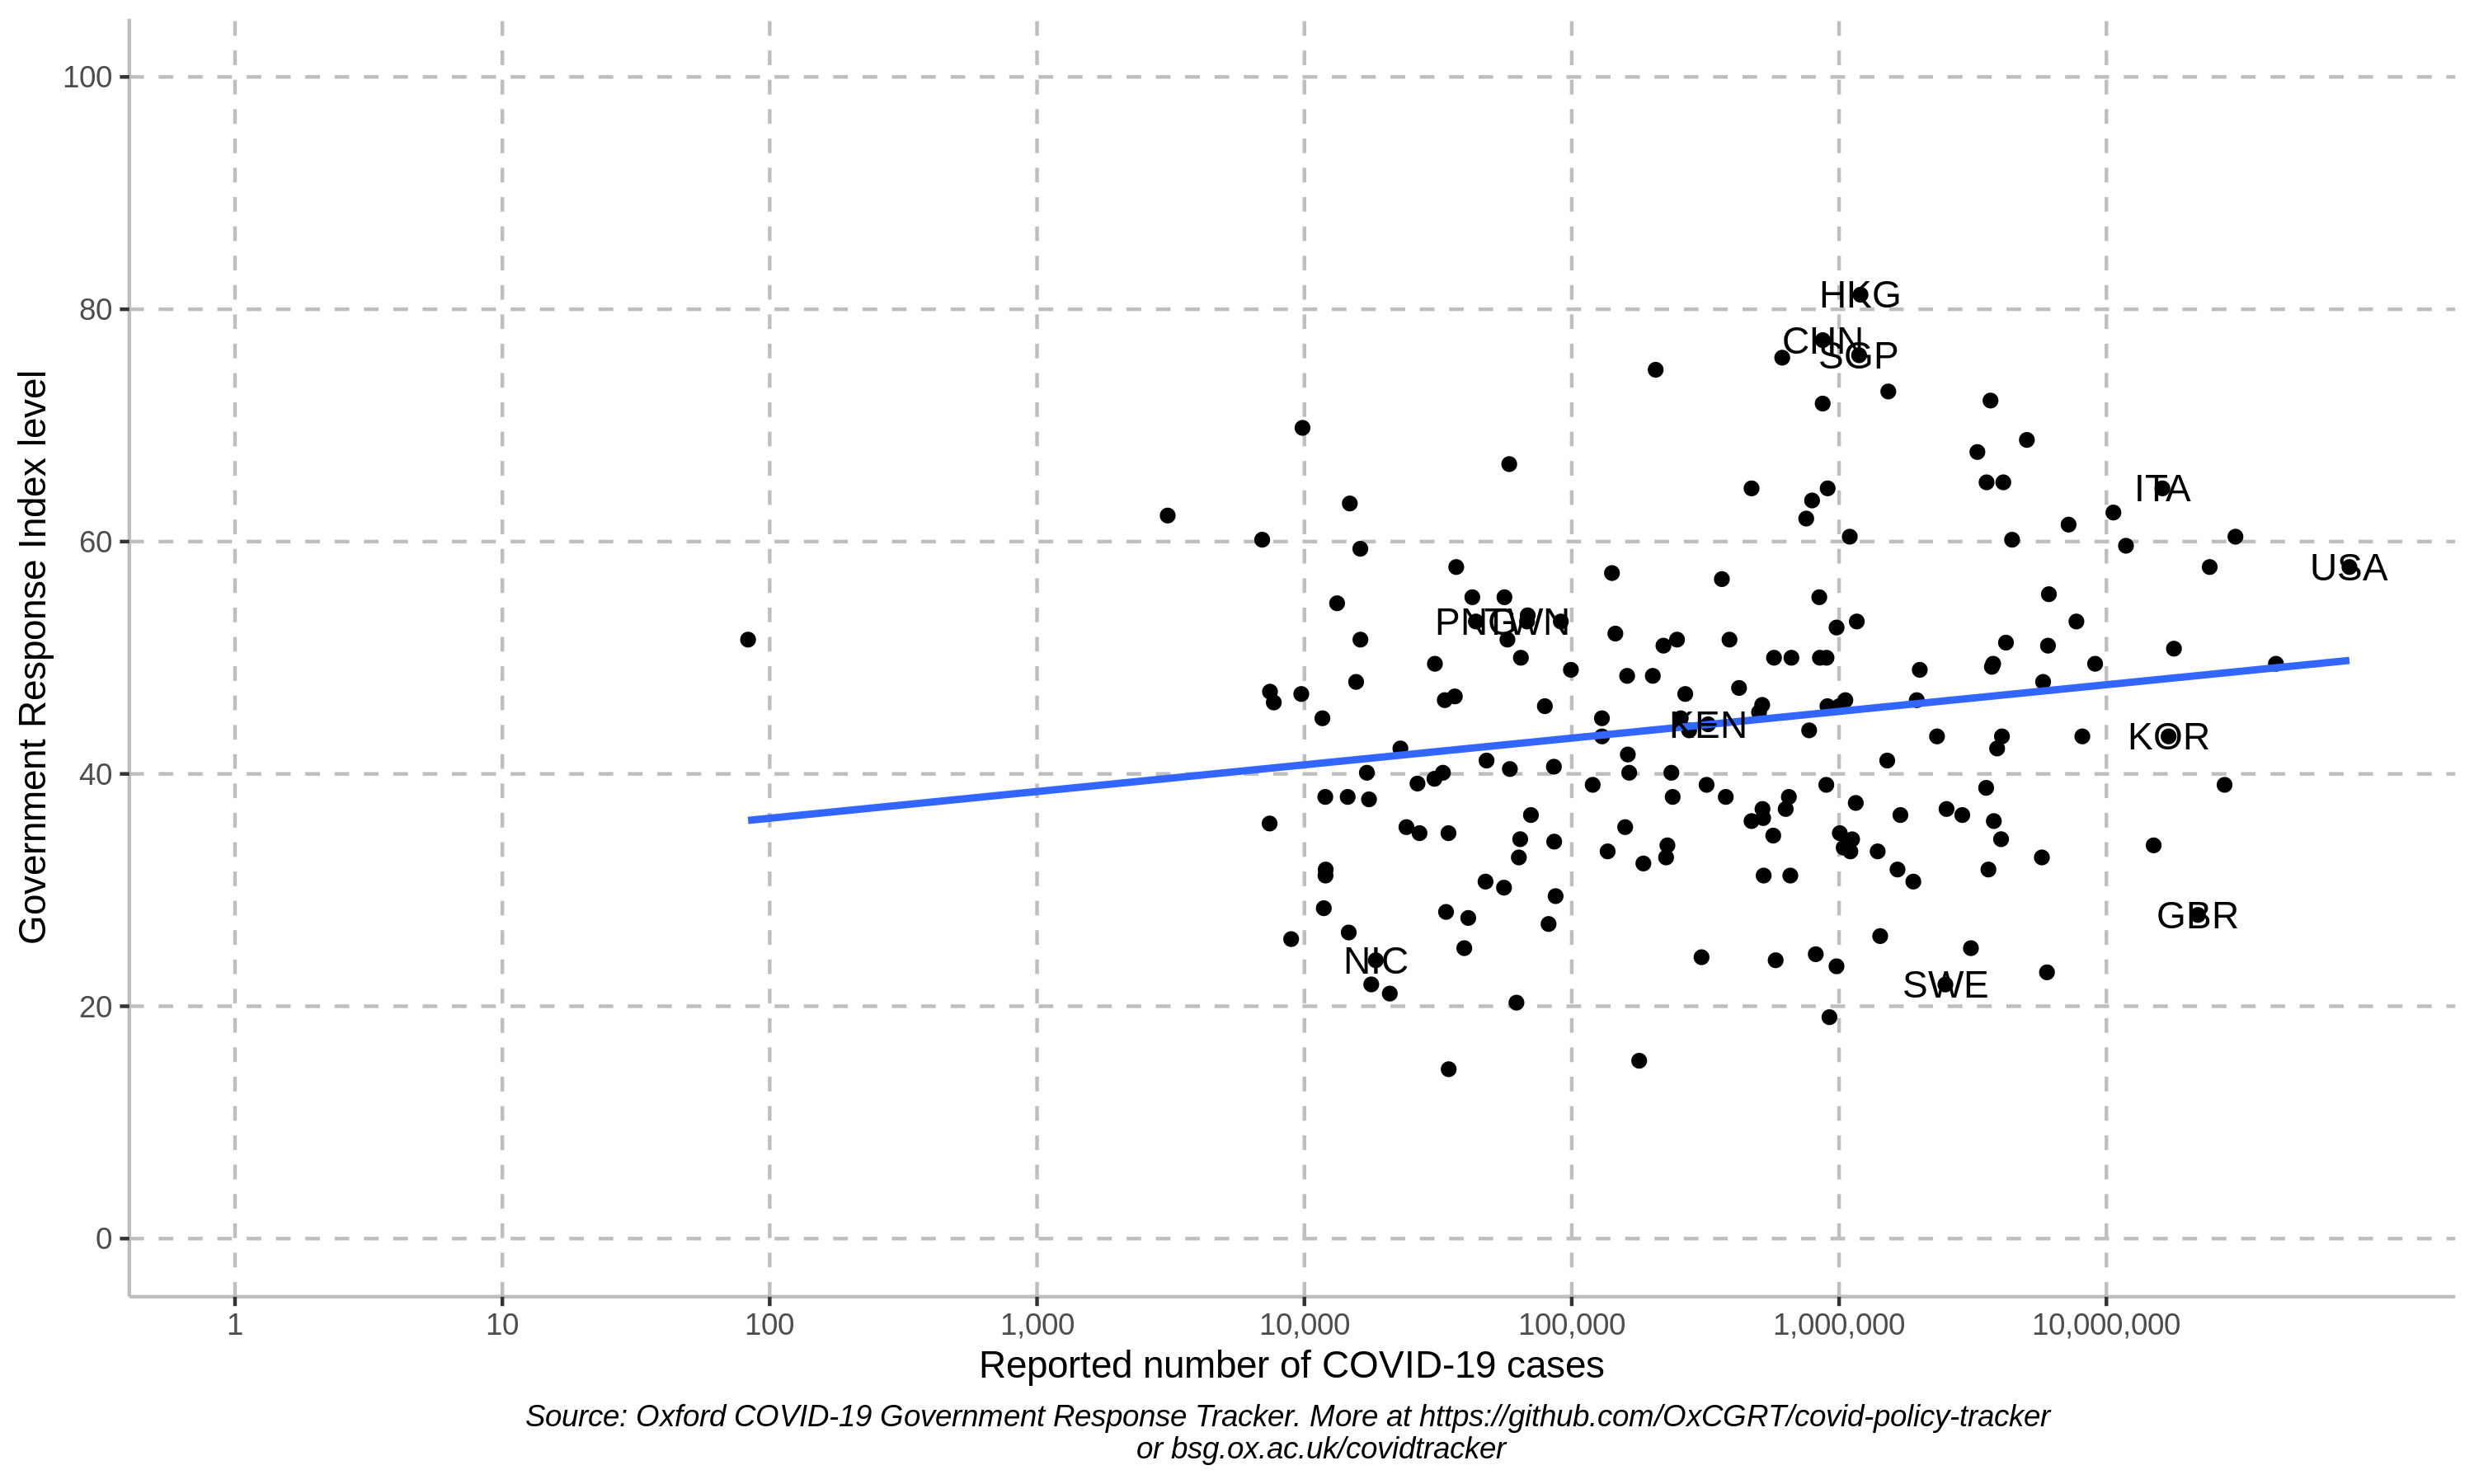 Government Response Index level
100
80
60
40
20
0
HKG
CHN
SGP
ITA
USA
PNG
TWN
KEN
KOR
GBR
NIC
SWE
1
10
100
1,000
10,000
100,000
1,000,000
10,000,000
Reported number of COVID-19 cases
Source: Oxford COVID-19 Government Response Tracker. More at https://github.com/OxCGRT/covid-policy-tracker
or bsg.ox.ac.uk/covidtracker